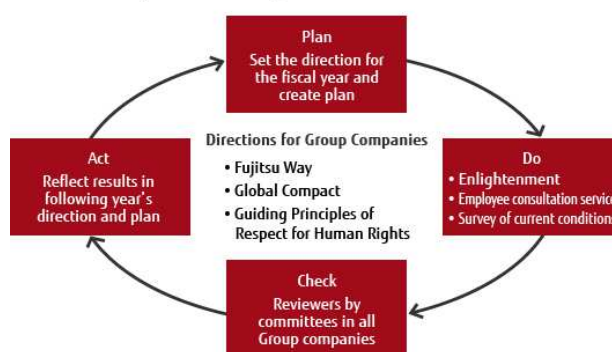 Plan
Set the direction for
the fiscal year and
create plan
Directions for Group Companies
• Fujitsu Way
• Global Compact
• Guiding Principles of
Respect for Human Rights
Act
Reflect results in
following year's
direction and plan
Do
• Enlightenment
• Employee consultation service
• Survey of current conditions
Check
Reviewers by
committees in all
Group companies